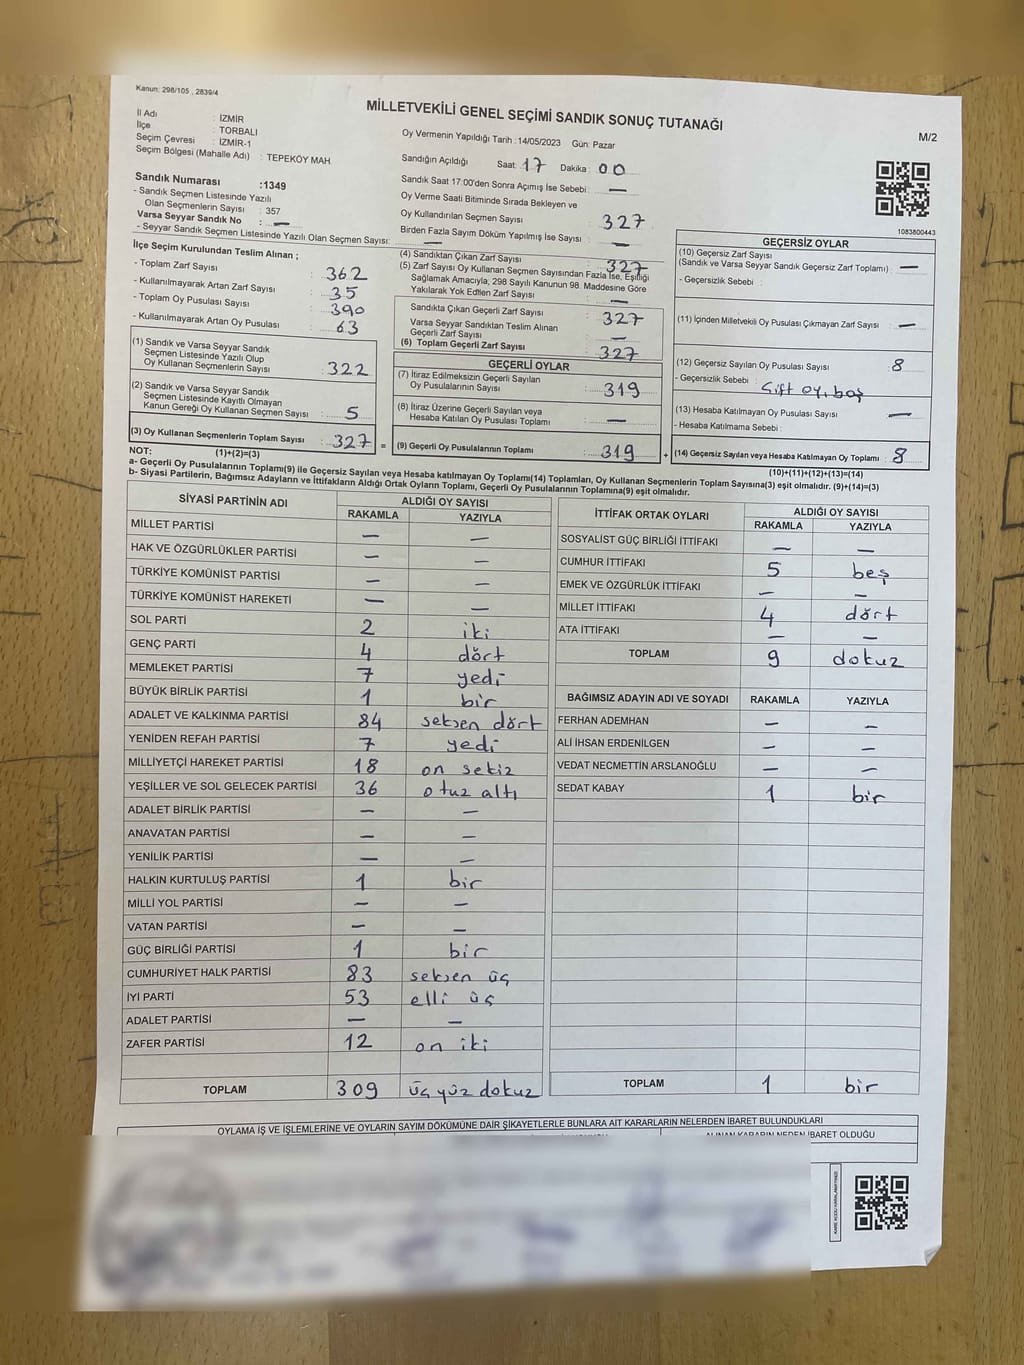 Kanun: 298/105 , 2839/4
MİLLETVEKİLİ GENEL SEÇİMİ SANDIK SONUÇ TUTANAĞI
M/2
İl Adı : İZMİR
İlçe : TORBALI
Seçim Çevresi : İZMİR-1
Seçim Bölgesi (Mahalle Adı) : TEPEKÖY MAH.
Sandık Numarası :1349
- Sandık Seçmen Listesinde Yazılı
Olan Seçmenlerin Sayısı : 357
Varsa Seyyar Sandık No : —
- Seyyar Sandık Seçmen Listesinde Yazılı Olan Seçmen Sayısı: —
Oy Vermenin Yapıldığı Tarih :14/05/2023 Gün: Pazar
Sandığın Açıldığı Saat: 17 Dakika : 00
Sandık Saat 17:00'den Sonra Açımış İse Sebebi : —
Oy Verme Saati Bitiminde Sırada Bekleyen ve
Oy Kullandırılan Seçmen Sayısı : 327
Birden Fazla Sayım Döküm Yapılmış İse Sayısı : —
1083800443
İlçe Seçim Kurulundan Teslim Alınan ;
- Toplam Zarf Sayısı : 362
- Kullanılmayarak Artan Zarf Sayısı : 35
- Toplam Oy Pusulası Sayısı : 390
- Kullanılmayarak Artan Oy Pusulası : 63
(1) Sandık ve Varsa Seyyar Sandık
Seçmen Listesinde Yazılı Olup
Oy Kullanan Seçmenlerin Sayısı : 322
(2) Sandık ve Varsa Seyyar Sandık
Seçmen Listesinde Kayıtlı Olmayan
Kanun Gereği Oy Kullanan Seçmen Sayısı : 5
(3) Oy Kullanan Seçmenlerin Toplam Sayısı : 327 =
(1)+(2)=(3)
(4) Sandıktan Çıkan Zarf Sayısı : 327
(5) Zarf Sayısı Oy Kullanan Seçmen Sayısından Fazla İse, Eşitliği
Sağlamak Amacıyla, 298 Sayılı Kanunun 98. Maddesine Göre
Yakılarak Yok Edilen Zarf Sayısı : —
Sandıkta Çıkan Geçerli Zarf Sayısı : 327
Varsa Seyyar Sandıktan Teslim Alınan
Geçerli Zarf Sayısı : —
(6) Toplam Geçerli Zarf Sayısı : 327
GEÇERLİ OYLAR
(7) İtiraz Edilmeksizin Geçerli Sayılan
Oy Pusulalarının Sayısı : 319
(8) İtiraz Üzerine Geçerli Sayılan veya
Hesaba Katılan Oy Pusulası Toplamı : —
(9) Geçerli Oy Pusulalarının Toplamı : 319 +
GEÇERSİZ OYLAR
(10) Geçersiz Zarf Sayısı
(Sandık ve Varsa Seyyar Sandık Geçersiz Zarf Toplamı) : —
- Geçersizlik Sebebi :
(11) İçinden Milletvekili Oy Pusulası Çıkmayan Zarf Sayısı : —
(12) Geçersiz Sayılan Oy Pusulası Sayısı : 8
- Geçersizlik Sebebi : Çift oy, boş
(13) Hesaba Katılmayan Oy Pusulası Sayısı : —
- Hesaba Katılmama Sebebi :
(14) Geçersiz Sayılan veya Hesaba Katılmayan Oy Toplamı : 8
(10)+(11)+(12)+(13)=(14)
NOT:
a- Geçerli Oy Pusulalarının Toplamı(9) ile Geçersiz Sayılan veya Hesaba katılmayan Oy Toplamı(14) Toplamları, Oy Kullanan Seçmenlerin Toplam Sayısına(3) eşit olmalıdır. (9)+(14)=(3)
b- Siyasi Partilerin, Bağımsız Adayların ve İttifakların Aldığı Oyların Toplamı, Geçerli Oy Pusulalarının Toplamına(9) eşit olmalıdır.
SİYASİ PARTİNİN ADI ALDIĞI OY SAYISI
RAKAMLA YAZIYLA
MİLLET PARTİSİ — —
HAK VE ÖZGÜRLÜKLER PARTİSİ — —
TÜRKİYE KOMÜNİST PARTİSİ — —
TÜRKİYE KOMÜNİST HAREKETİ — —
SOL PARTİ 2 iki
GENÇ PARTİ 4 dört
MEMLEKET PARTİSİ 7 yedi
BÜYÜK BİRLİK PARTİSİ 1 bir
ADALET VE KALKINMA PARTİSİ 84 seksen dört
YENİDEN REFAH PARTİSİ 7 yedi
MİLLİYETÇİ HAREKET PARTİSİ 18 on sekiz
YEŞİLLER VE SOL GELECEK PARTİSİ 36 otuz altı
ADALET BİRLİK PARTİSİ — —
ANAVATAN PARTİSİ — —
YENİLİK PARTİSİ — —
HALKIN KURTULUŞ PARTİSİ 1 bir
MİLLİ YOL PARTİSİ — —
VATAN PARTİSİ — —
GÜÇ BİRLİĞİ PARTİSİ 1 bir
CUMHURİYET HALK PARTİSİ 83 seksen üç
İYİ PARTİ 53 elli üç
ADALET PARTİSİ — —
ZAFER PARTİSİ 12 on iki
TOPLAM 309 üç yüz dokuz
İTTİFAK ORTAK OYLARI ALDIĞI OY SAYISI
RAKAMLA YAZIYLA
SOSYALİST GÜÇ BİRLİĞİ İTTİFAKI — —
CUMHUR İTTİFAKI 5 beş
EMEK VE ÖZGÜRLÜK İTTİFAKI — —
MİLLET İTTİFAKI 4 dört
ATA İTTİFAKI — —
TOPLAM 9 dokuz
BAĞIMSIZ ADAYIN ADI VE SOYADI RAKAMLA YAZIYLA
FERHAN ADEMHAN — —
ALİ İHSAN ERDENİLGEN — —
VEDAT NECMETTİN ARSLANOĞLU — —
SEDAT KABAY 1 bir
TOPLAM 1 bir
OYLAMA İŞ VE İŞLEMLERİNE VE OYLARIN SAYIM DÖKÜMÜNE DAİR ŞİKAYETLERLE BUNLARA AİT KARARLARIN NELERDEN İBARET BULUNDUKLARI
ALINAN KARARIN NEDEN İBARET OLDUĞU